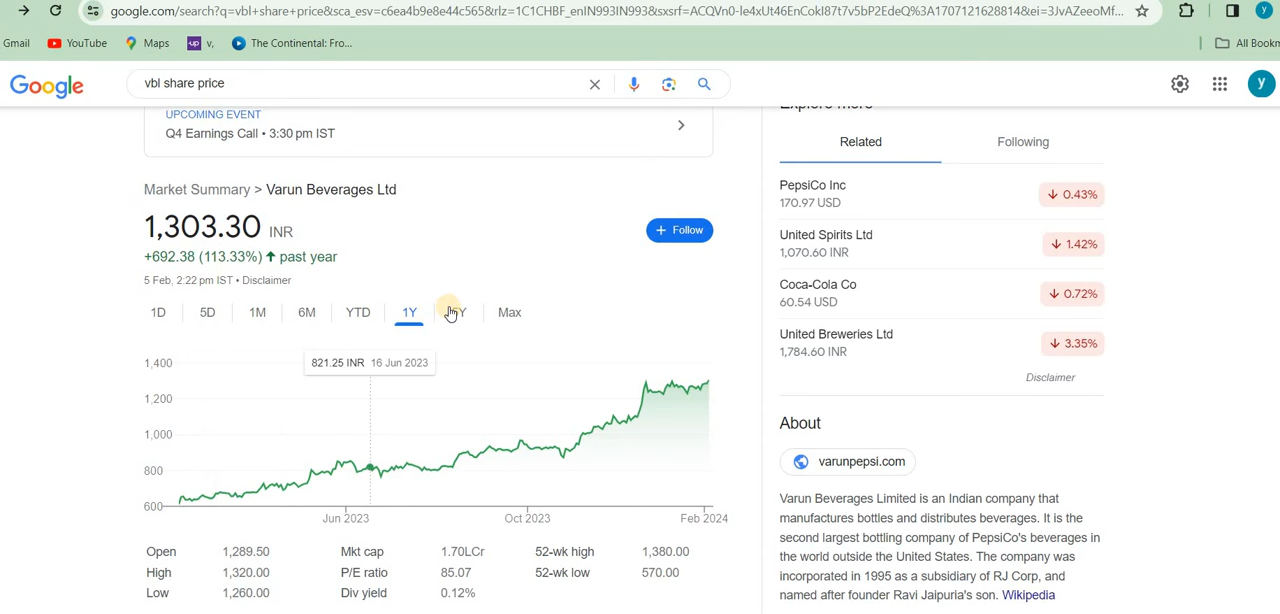 google.com/search?q=vbl+share+price&sca_esv=c6ea4b9e8e44c565&rlz=1C1CHBF_enIN993IN993&sxsrf=ACQVn0-le4xUt46EnCokI87t7v5bP2EdeQ%3A1707121628814&ei=3JvAZeeoMf...
y
Gmail YouTube Maps up v, The Continental: Fro... All Bookm
Google vbl share price y
UPCOMING EVENT
Q4 Earnings Call • 3:30 pm IST
Market Summary > Varun Beverages Ltd
1,303.30 INR
+ Follow
+692.38 (113.33%) ↑ past year
5 Feb, 2:22 pm IST • Disclaimer
1D 5D 1M 6M YTD 1Y Y Max
821.25 INR 16 Jun 2023
1,400
1,200
1,000
800
600
Jun 2023 Oct 2023 Feb 2024
Open 1,289.50 Mkt cap 1.70LCr 52-wk high 1,380.00
High 1,320.00 P/E ratio 85.07 52-wk low 570.00
Low 1,260.00 Div yield 0.12%
Explore more
Related Following
PepsiCo Inc ↓ 0.43%
170.97 USD
United Spirits Ltd ↓ 1.42%
1,070.60 INR
Coca-Cola Co ↓ 0.72%
60.54 USD
United Breweries Ltd ↓ 3.35%
1,784.60 INR
Disclaimer
About
varunpepsi.com
Varun Beverages Limited is an Indian company that
manufactures bottles and distributes beverages. It is the
second largest bottling company of PepsiCo's beverages in
the world outside the United States. The company was
incorporated in 1995 as a subsidiary of RJ Corp, and
named after founder Ravi Jaipuria's son. Wikipedia